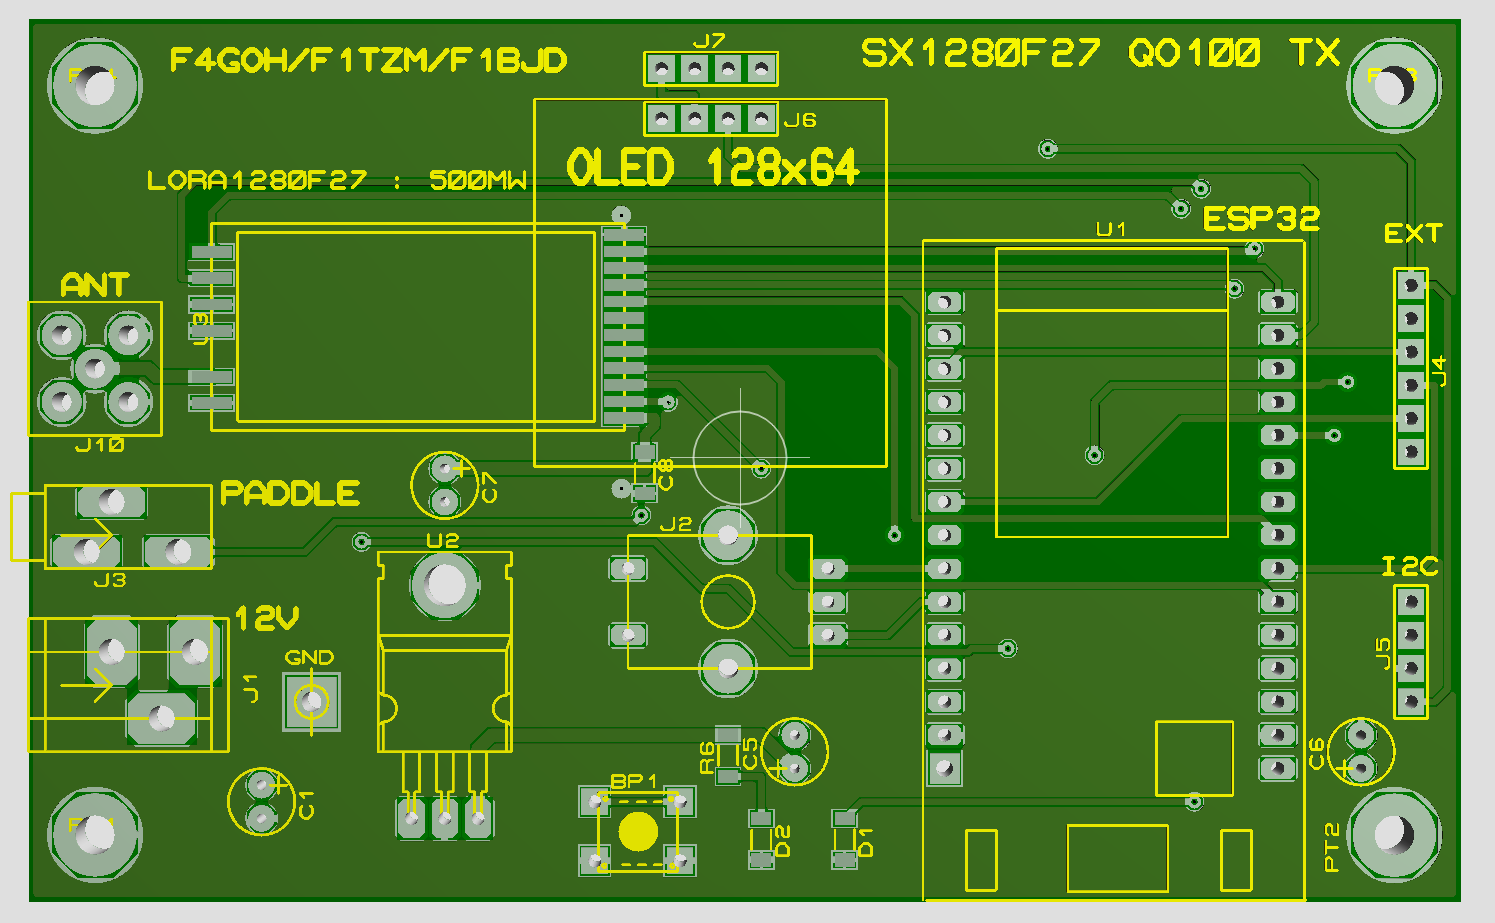 F4GOH/F1TZM/F1BJD
J7
SX1280F27 QO100 TX
J6
OLED 128x64
LORA1280F27 : 500MW
ESP32
U1
EXT
ANT
J4
J10
C8
C7
PADDLE
J2
U2
J3
I2C
12V
GND
J5
J1
R6
C5
C6
BP1
C1
D2
D1
PT2